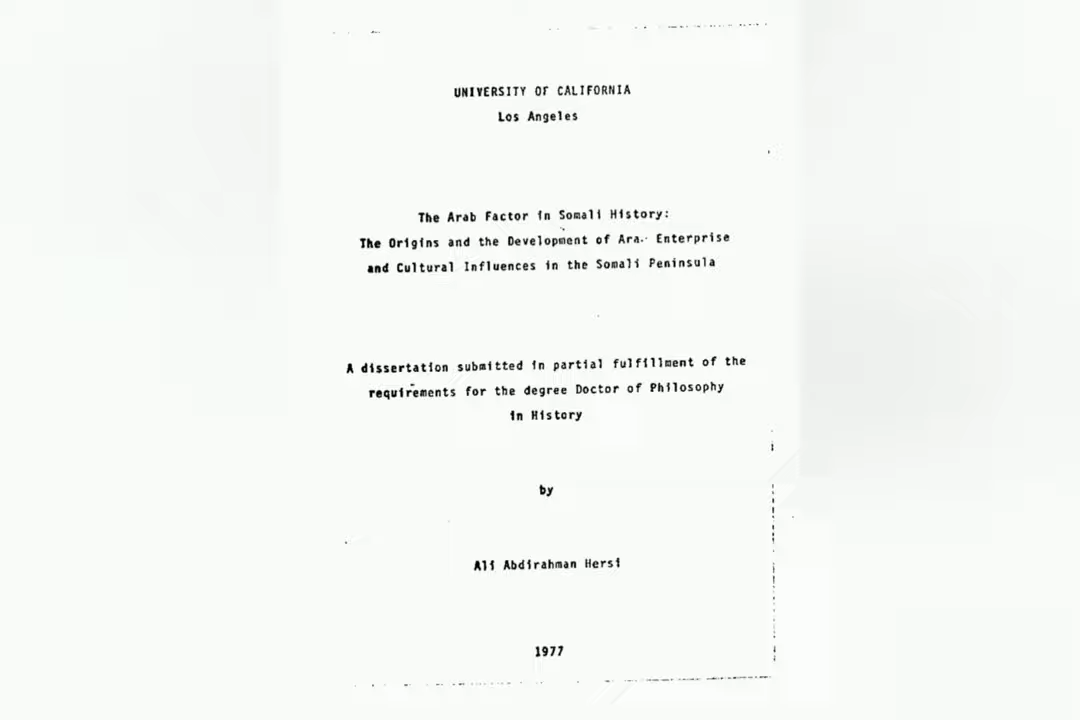 UNIVERSITY OF CALIFORNIA
Los Angeles
The Arab Factor in Somali History:
The Origins and the Development of Ara Enterprise
and Cultural Influences in the Somali Peninsula
A dissertation submitted in partial fulfillment of the
requirements for the degree Doctor of Philosophy
in History
by
Ali Abdirahman Hersi
1977